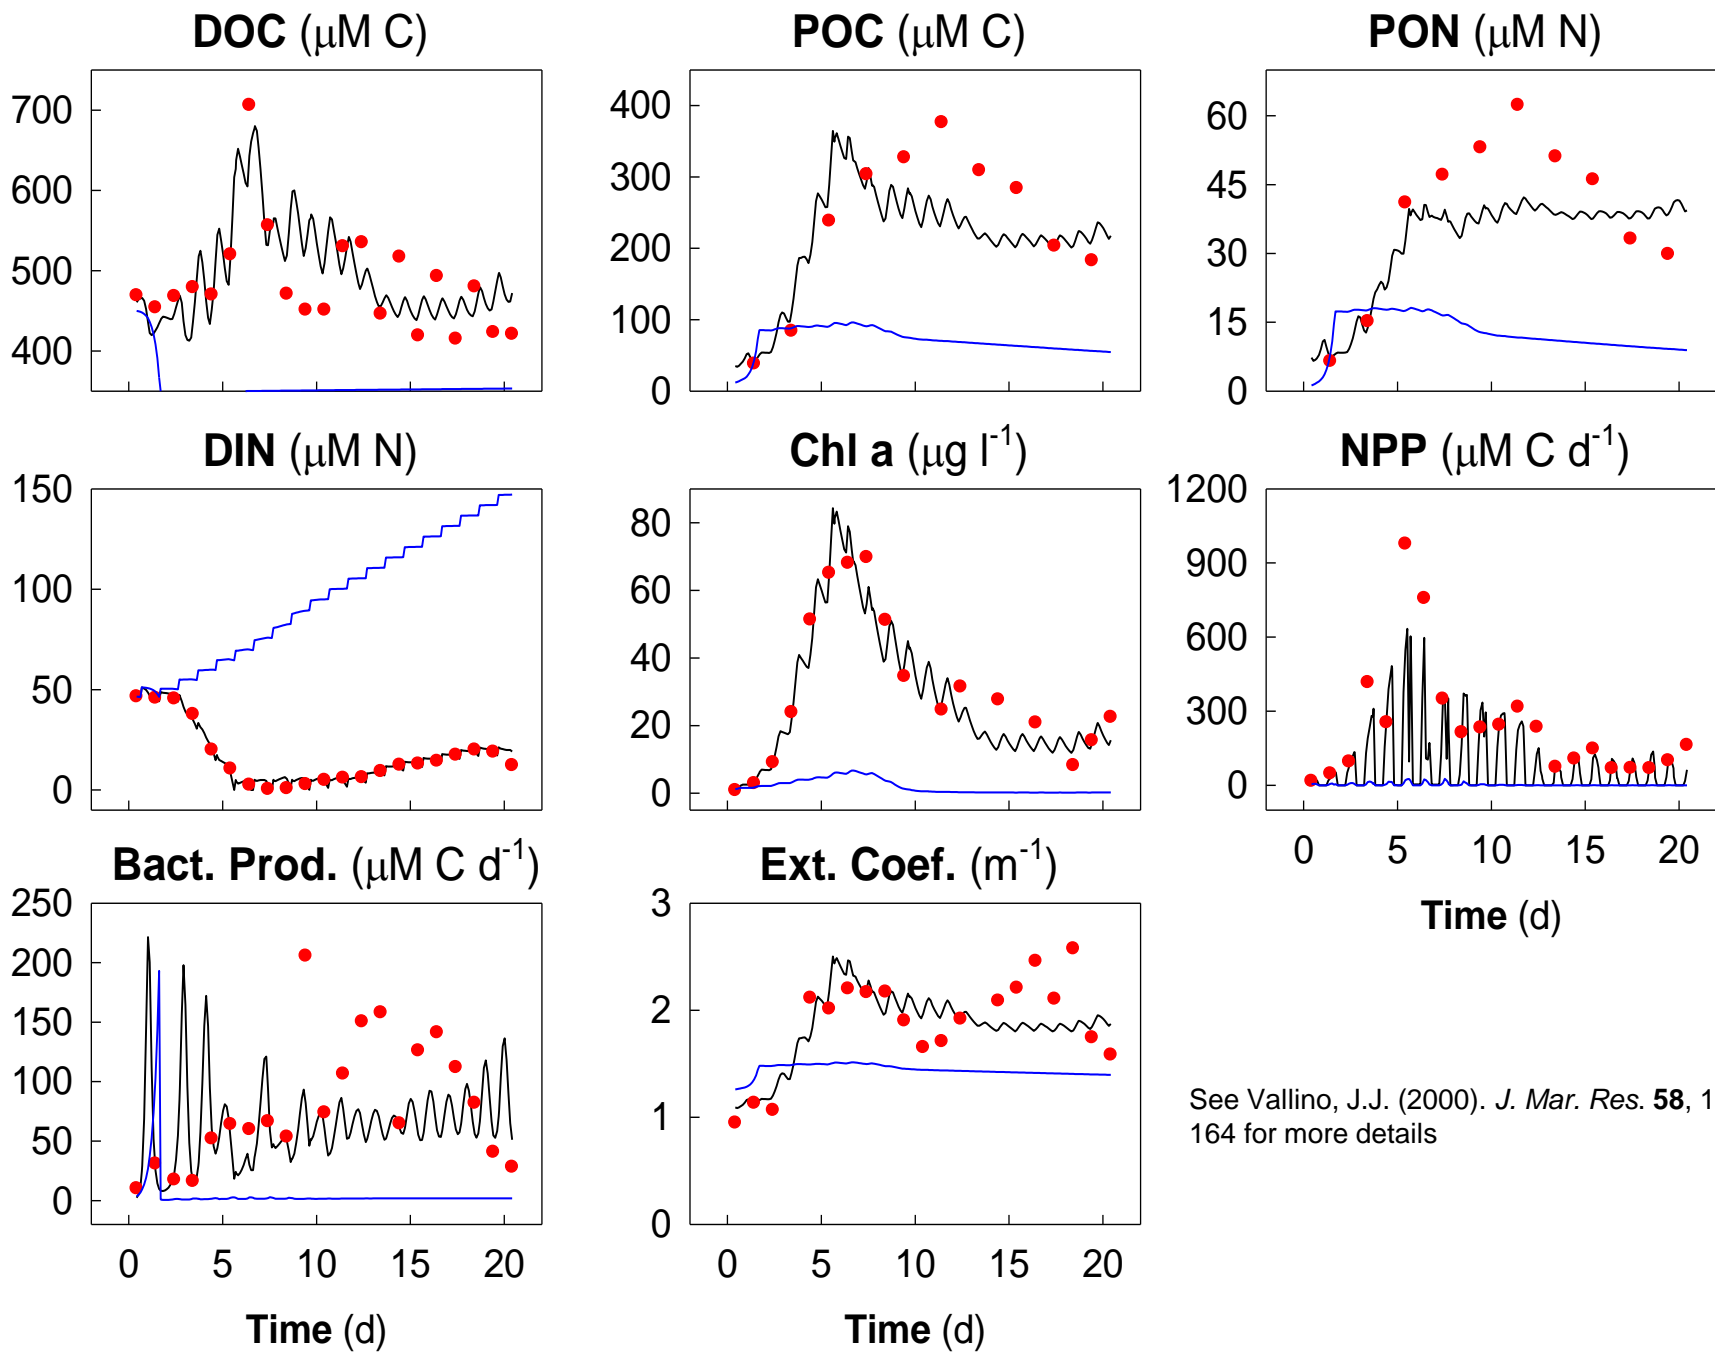 DOC (μM C)
POC (μM C)
PON (μM N)
700
600
500
400
400
300
200
100
0
60
45
30
15
0
DIN (μM N)
Chl a (μg l-1)
NPP (μM C d-1)
150
100
50
0
80
60
40
20
0
1200
900
600
300
0
0 5 10 15 20
Time (d)
Bact. Prod. (μM C d-1)
Ext. Coef. (m-1)
250
200
150
100
50
0
0 5 10 15 20
Time (d)
3
2
1
0
0 5 10 15 20
Time (d)
See Vallino, J.J. (2000). J. Mar. Res. 58, 1
164 for more details